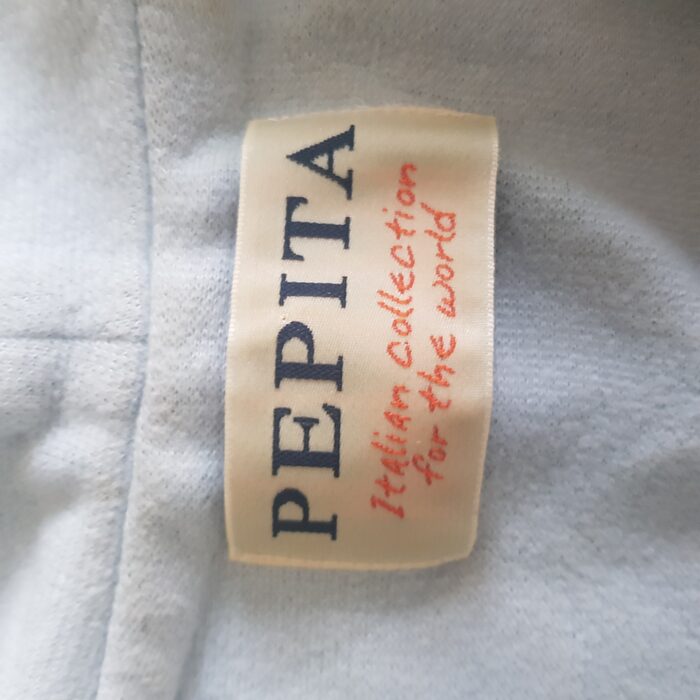 PEPITA
Italian collection
for the world